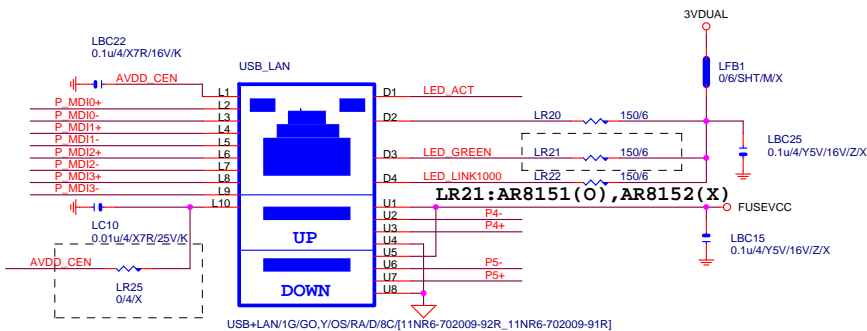 3VDUAL
LBC22
0.1u/4/X7R/16V/K
USB_LAN
LFB1
0/6/SHT/M/X
AVDD_CEN
L1
D1
LED_ACT
P_MDI0+
L2
P_MDI0-
L3
D2
LR20
150/6
P_MDI1+
L4
P_MDI1-
L5
P_MDI2+
L6
D3
LED_GREEN
LR21
150/6
LBC25
0.1u/4/Y5V/16V/Z/X
P_MDI2-
L7
P_MDI3+
L8
D4
LED_LINK1000
LR22
150/6
P_MDI3-
L9
LR21:AR8151(O),AR8152(X)
L10
U1
FUSEVCC
LC10
0.01u/4/X7R/25V/K
U2
P4-
U3
P4+
UP
U4
U5
LBC15
0.1u/4/Y5V/16V/Z/X
AVDD_CEN
U6
P5-
U7
P5+
LR25
0/4/X
DOWN
U8
USB+LAN/1G/GO,Y/OS/RA/D/8C/[11NR6-702009-92R_11NR6-702009-91R]